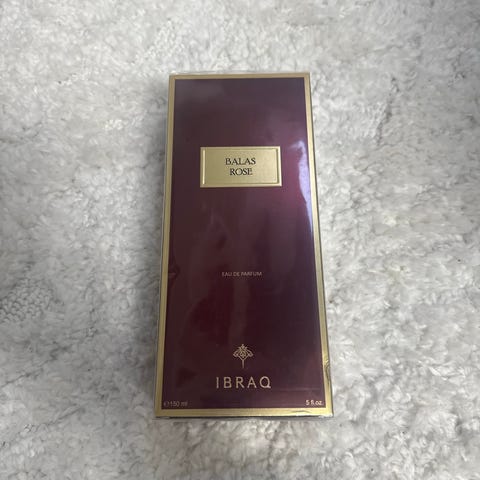 BALAS
ROSE
EAU DE PARFUM
IBRAQ
℮150 ml 5 fl.oz.